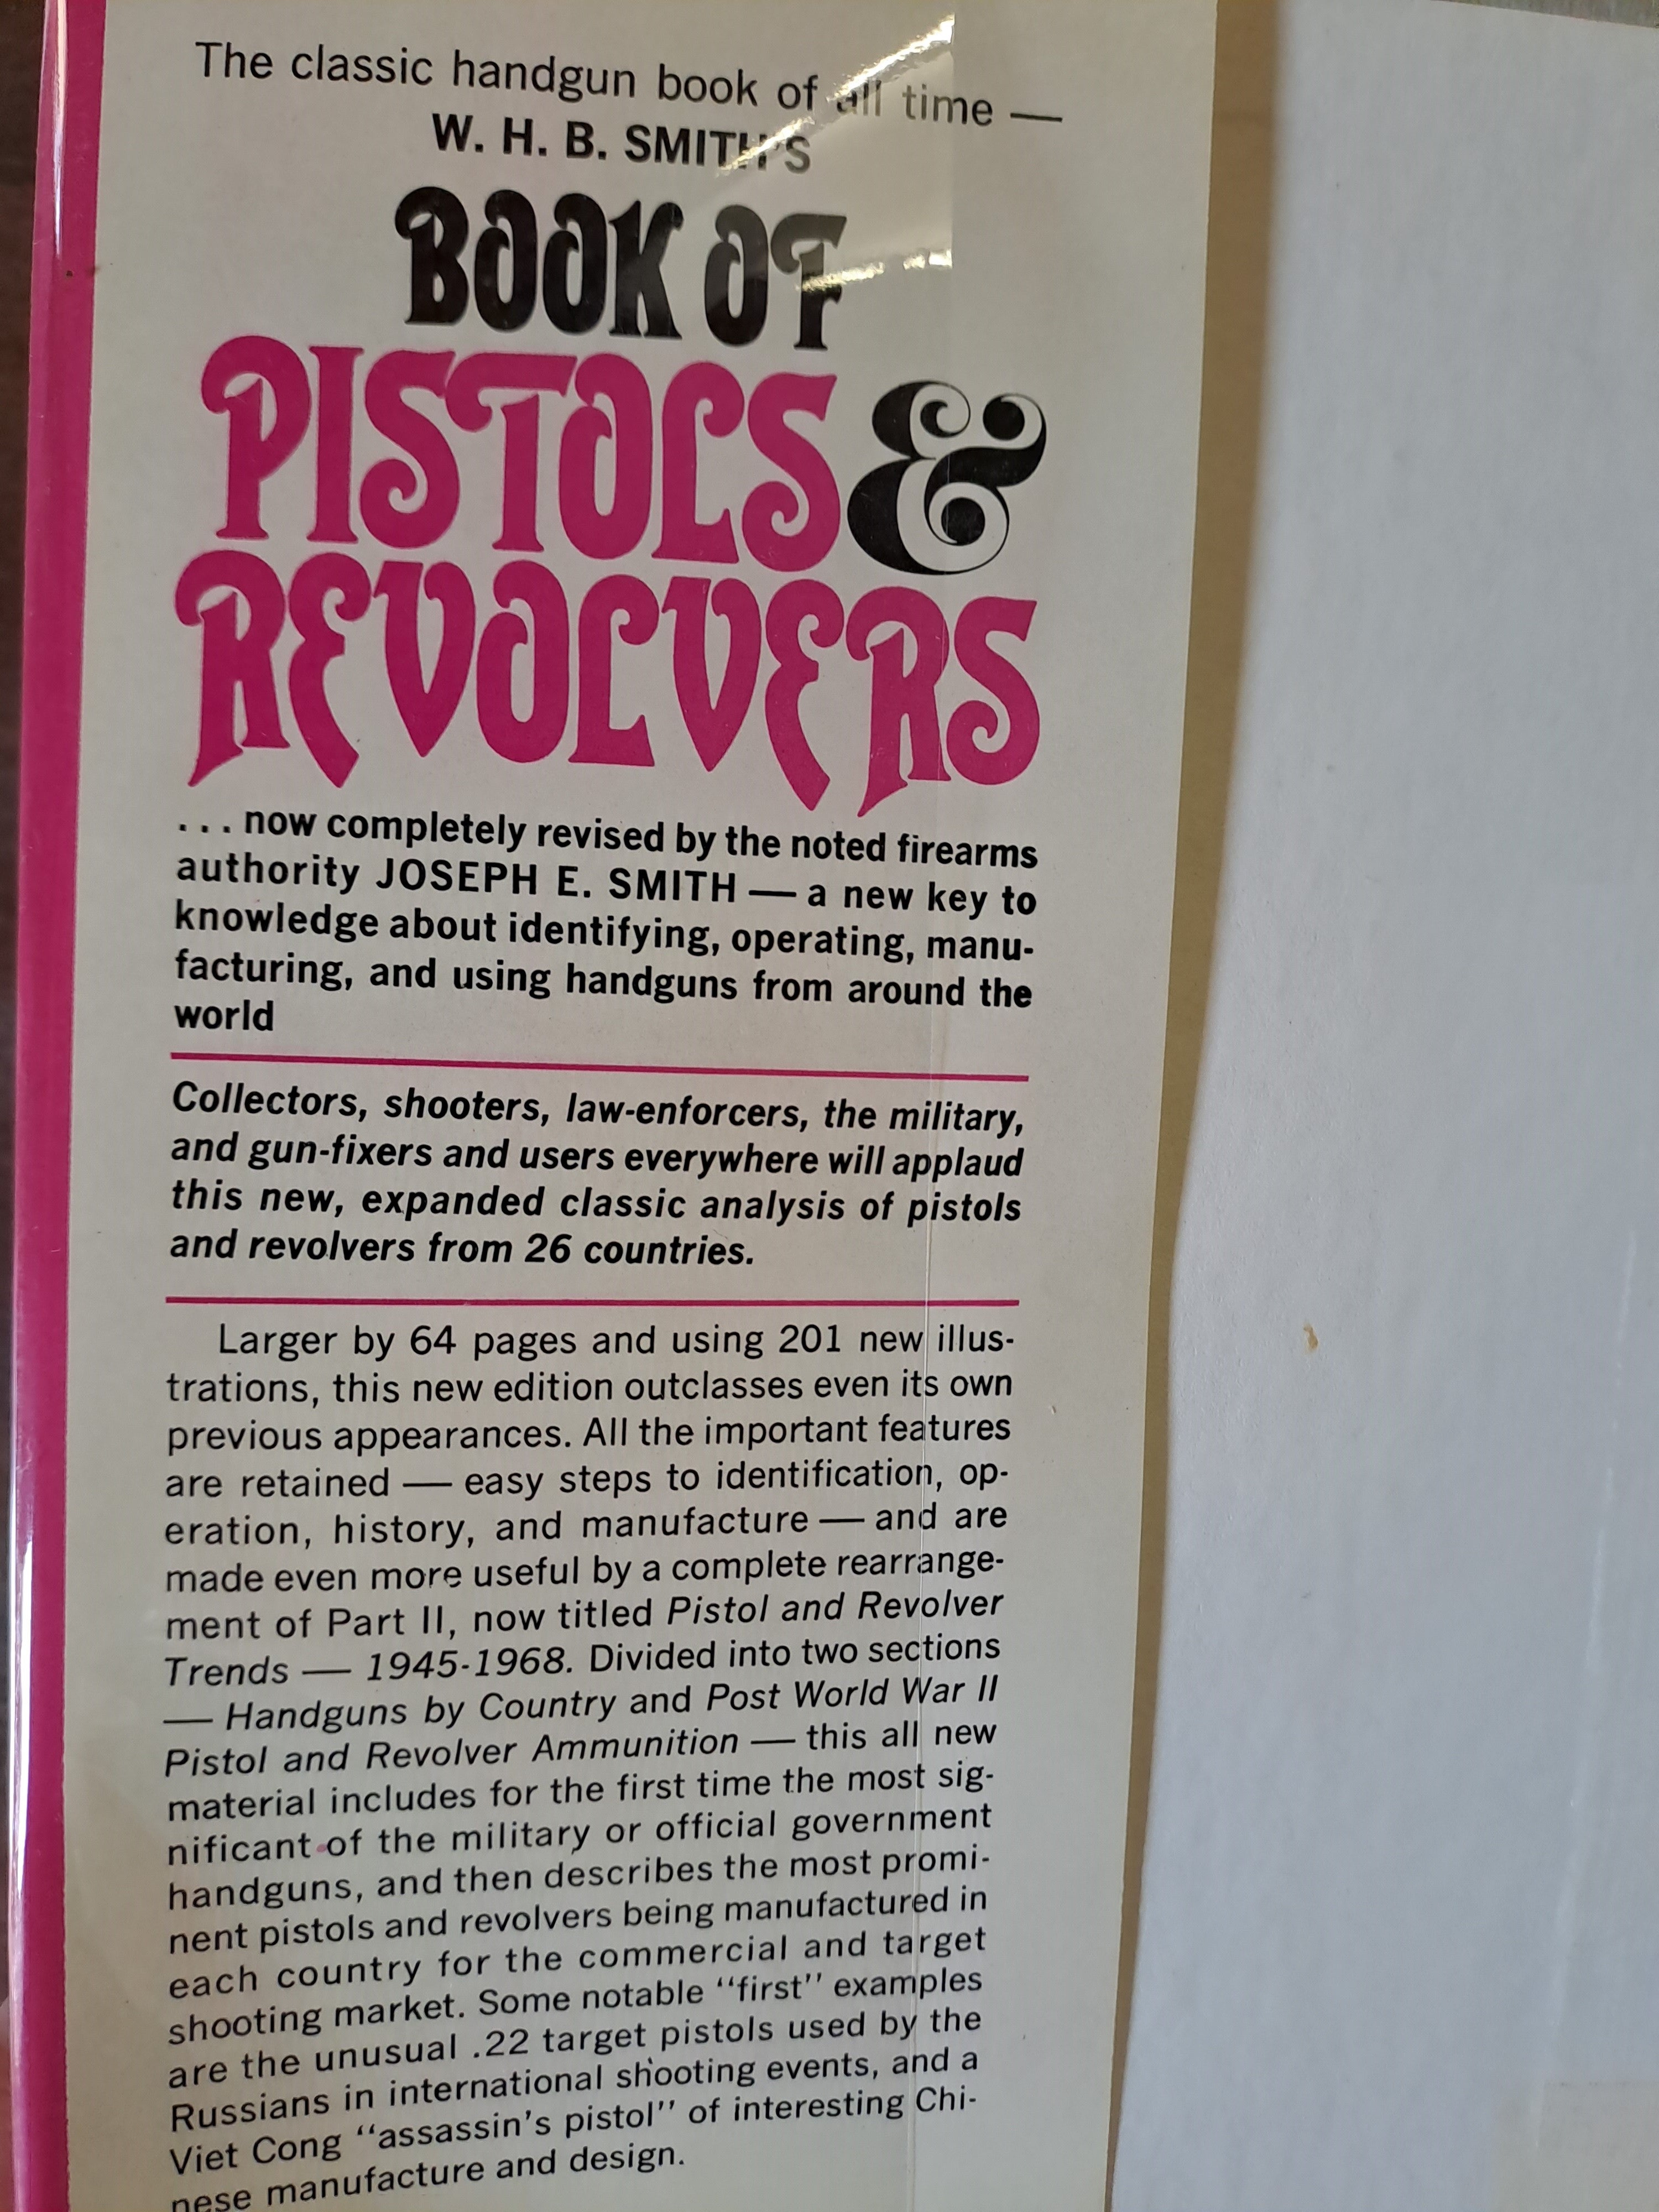 The classic handgun book of all time —
W. H. B. SMITH'S
BOOK OF
PISTOLS &
REVOLVERS
. . . now completely revised by the noted firearms
authority JOSEPH E. SMITH — a new key to
knowledge about identifying, operating, manu-
facturing, and using handguns from around the
world
Collectors, shooters, law-enforcers, the military,
and gun-fixers and users everywhere will applaud
this new, expanded classic analysis of pistols
and revolvers from 26 countries.
Larger by 64 pages and using 201 new illus-
trations, this new edition outclasses even its own
previous appearances. All the important features
are retained — easy steps to identification, op-
eration, history, and manufacture — and are
made even more useful by a complete rearrange-
ment of Part II, now titled Pistol and Revolver
Trends — 1945-1968. Divided into two sections
— Handguns by Country and Post World War II
Pistol and Revolver Ammunition — this all new
material includes for the first time the most sig-
nificant of the military or official government
handguns, and then describes the most promi-
nent pistols and revolvers being manufactured in
each country for the commercial and target
shooting market. Some notable "first" examples
are the unusual .22 target pistols used by the
Russians in international shooting events, and a
Viet Cong "assassin's pistol" of interesting Chi-
nese manufacture and design.